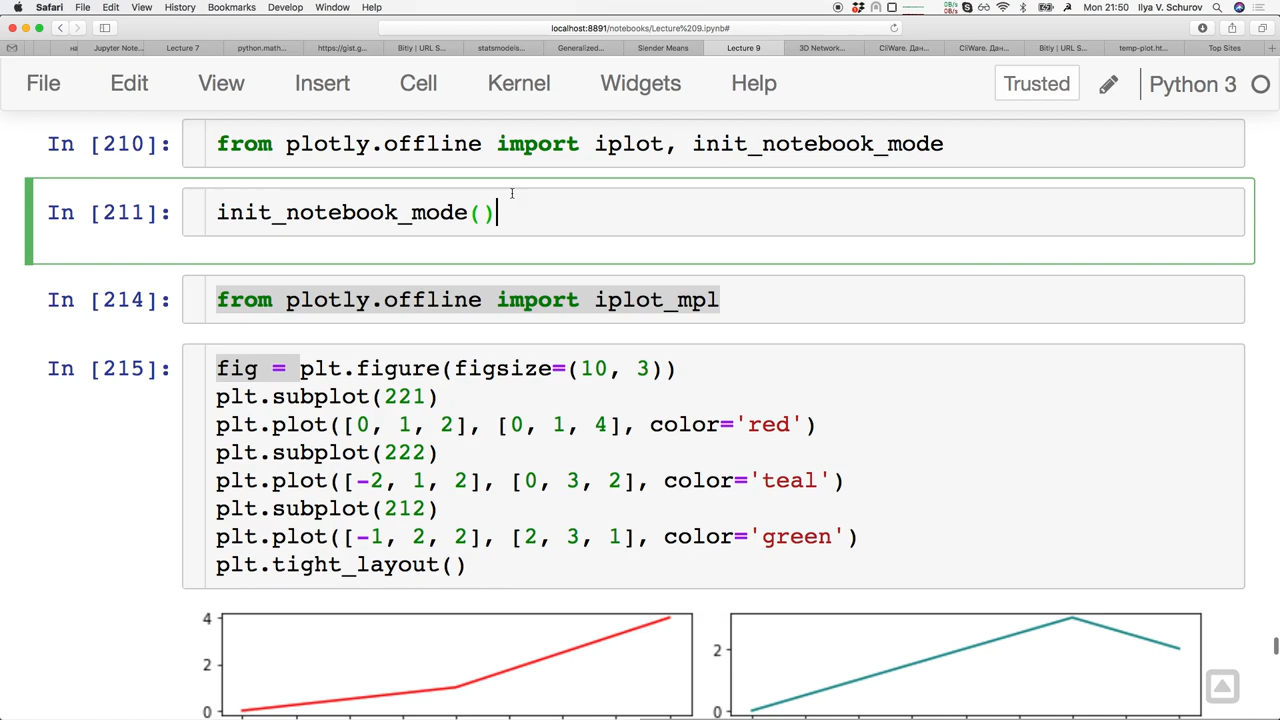 Safari File Edit View History Bookmarks Develop Window Help Mon 21:50 Ilya V. Schurov
localhost:8891/notebooks/Lecture%209.ipynb#
на Jupyter Note... Lecture 7 python.math... https://gist.g... Bitly | URL S... statsmodels... Generalized... Slender Means Lecture 9 3D Network... CliWare. Дан... CliWare. Дан... Bitly | URL S... temp-plot.ht... Top Sites
File Edit View Insert Cell Kernel Widgets Help Trusted Python 3
In [210]: from plotly.offline import iplot, init_notebook_mode
In [211]: init_notebook_mode()
In [214]: from plotly.offline import iplot_mpl
In [215]: fig = plt.figure(figsize=(10, 3))
plt.subplot(221)
plt.plot([0, 1, 2], [0, 1, 4], color='red')
plt.subplot(222)
plt.plot([-2, 1, 2], [0, 3, 2], color='teal')
plt.subplot(212)
plt.plot([-1, 2, 2], [2, 3, 1], color='green')
plt.tight_layout()
4
2 2
0 0